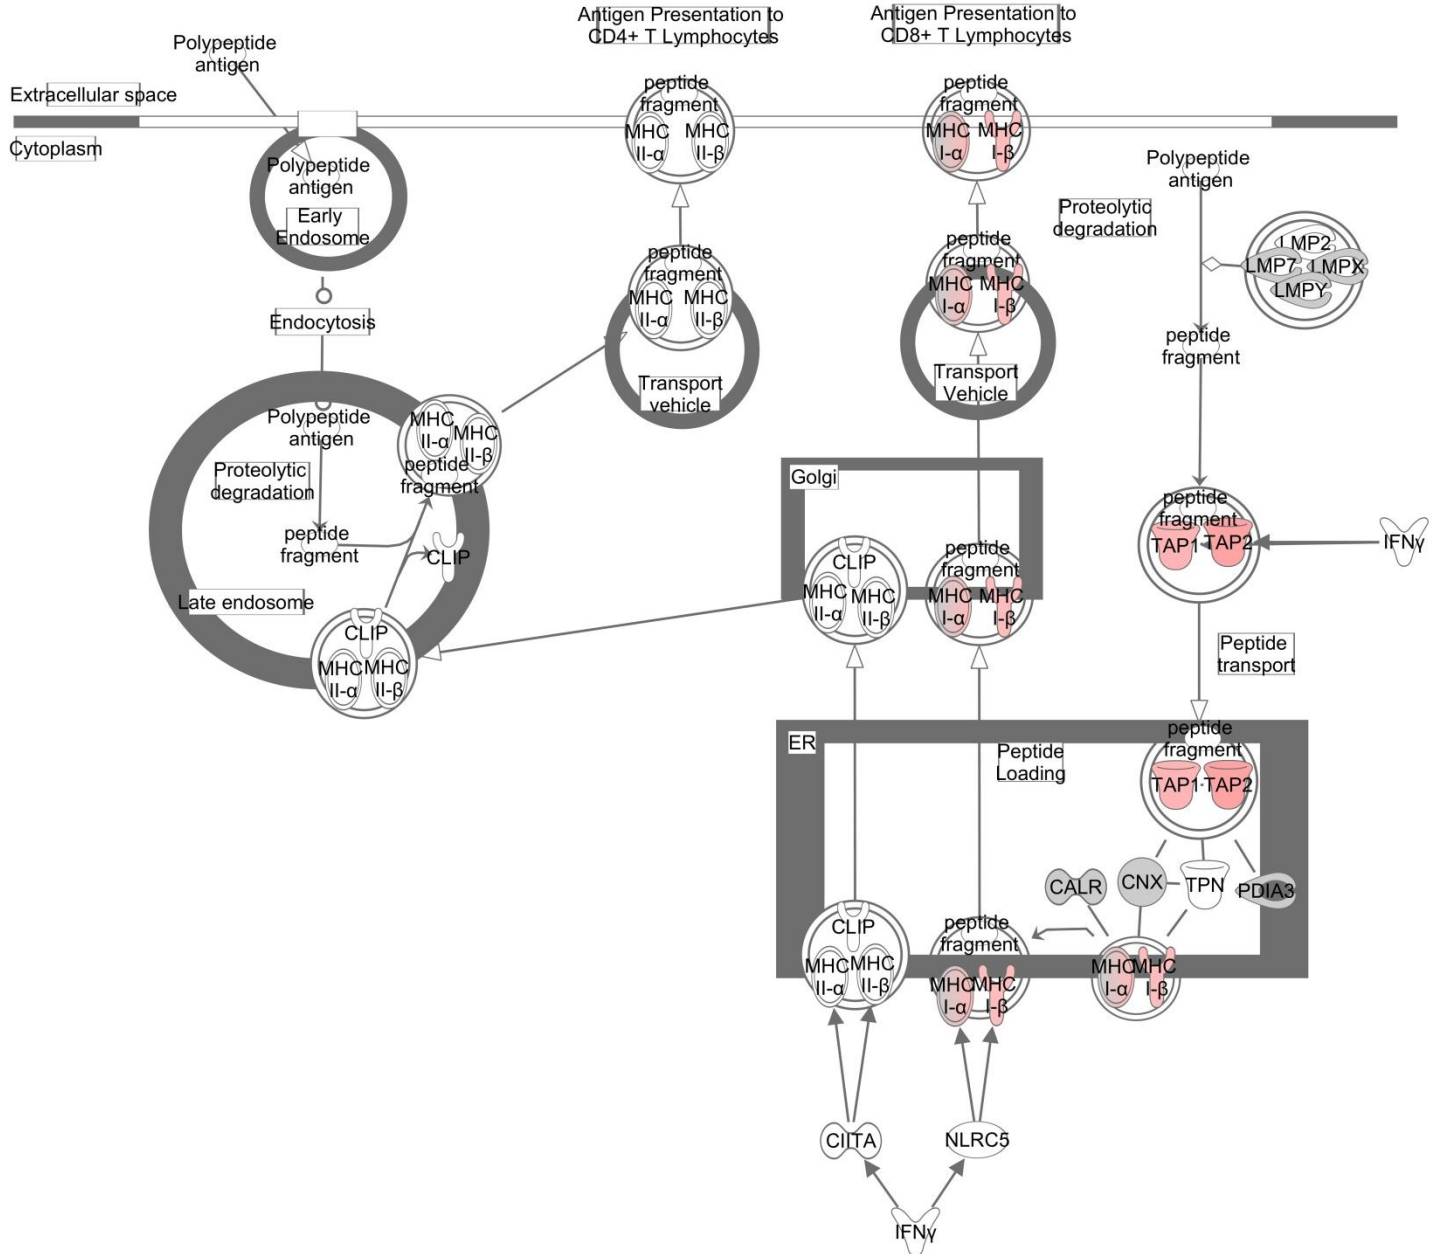 Antigen Presentation to
CD4+ T Lymphocytes
Antigen Presentation to
CD8+ T Lymphocytes
Polypeptide
antigen
Extracellular space
Cytoplasm
Polypeptide
antigen
Early
Endosome
peptide
fragment
MHC
II-α
MHC
II-β
peptide
fragment
MHC
I-α
MHC
I-β
Polypeptide
antigen
Proteolytic
degradation
LMP2
LMP7
LMPX
LMPY
peptide
fragment
MHC
II-α
MHC
II-β
Transport
vehicle
peptide
fragment
MHC
I-α
MHC
I-β
Transport
Vehicle
peptide
fragment
Endocytosis
Polypeptide
antigen
Proteolytic
degradation
peptide
fragment
MHC
II-α
MHC
II-β
peptide
fragment
CLIP
Late endosome
CLIP
MHC
II-α
MHC
II-β
Golgi
CLIP
MHC
II-α
MHC
II-β
peptide
fragment
MHC
I-α
MHC
I-β
peptide
fragment
TAP1
TAP2
IFNγ
Peptide
transport
ER
Peptide
Loading
peptide
fragment
TAP1
TAP2
CALR
CNX
TPN
PDIA3
CLIP
MHC
II-α
MHC
II-β
peptide
fragment
MHC
I-α
MHC
I-β
MHC
I-α
MHC
I-β
CIITA
NLRC5
IFNγ